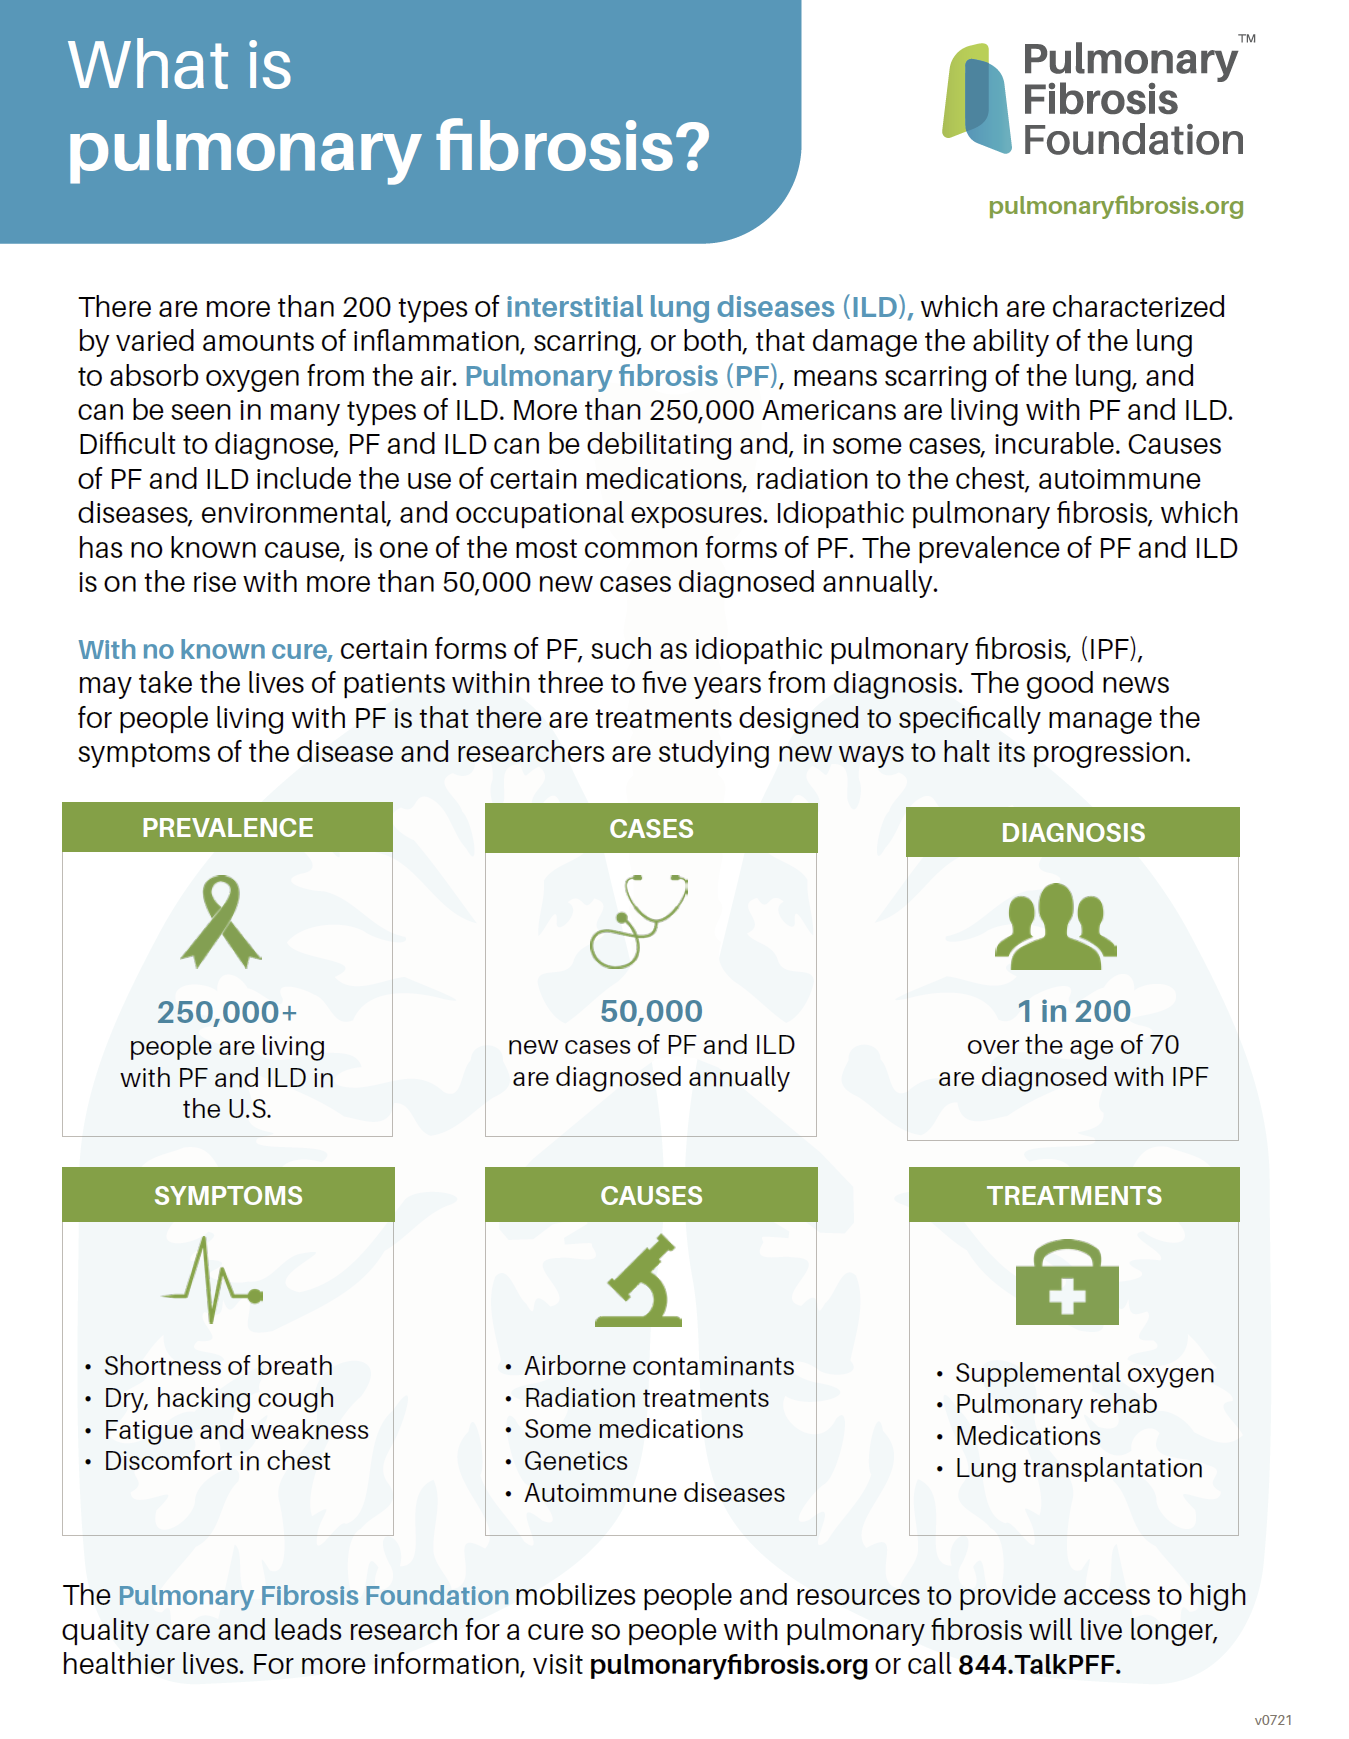 What is
pulmonary fibrosis?
Pulmonary™
Fibrosis
Foundation
pulmonaryfibrosis.org
There are more than 200 types of interstitial lung diseases (ILD), which are characterized
by varied amounts of inflammation, scarring, or both, that damage the ability of the lung
to absorb oxygen from the air. Pulmonary fibrosis (PF), means scarring of the lung, and
can be seen in many types of ILD. More than 250,000 Americans are living with PF and ILD.
Difficult to diagnose, PF and ILD can be debilitating and, in some cases, incurable. Causes
of PF and ILD include the use of certain medications, radiation to the chest, autoimmune
diseases, environmental, and occupational exposures. Idiopathic pulmonary fibrosis, which
has no known cause, is one of the most common forms of PF. The prevalence of PF and ILD
is on the rise with more than 50,000 new cases diagnosed annually.
With no known cure, certain forms of PF, such as idiopathic pulmonary fibrosis, (IPF),
may take the lives of patients within three to five years from diagnosis. The good news
for people living with PF is that there are treatments designed to specifically manage the
symptoms of the disease and researchers are studying new ways to halt its progression.
PREVALENCE
250,000+
people are living
with PF and ILD in
the U.S.
CASES
50,000
new cases of PF and ILD
are diagnosed annually
DIAGNOSIS
1 in 200
over the age of 70
are diagnosed with IPF
SYMPTOMS
• Shortness of breath
• Dry, hacking cough
• Fatigue and weakness
• Discomfort in chest
CAUSES
• Airborne contaminants
• Radiation treatments
• Some medications
• Genetics
• Autoimmune diseases
TREATMENTS
• Supplemental oxygen
• Pulmonary rehab
• Medications
• Lung transplantation
The Pulmonary Fibrosis Foundation mobilizes people and resources to provide access to high
quality care and leads research for a cure so people with pulmonary fibrosis will live longer,
healthier lives. For more information, visit pulmonaryfibrosis.org or call 844.TalkPFF.
v0721